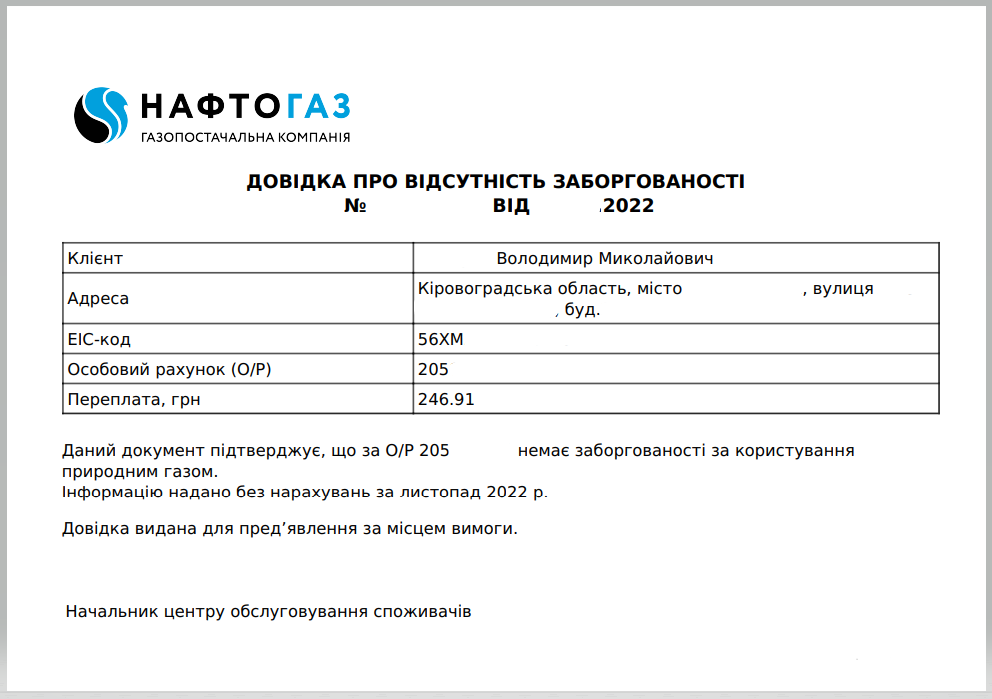 НАФТОГАЗ
ГАЗОПОСТАЧАЛЬНА КОМПАНІЯ
ДОВІДКА ПРО ВІДСУТНІСТЬ ЗАБОРГОВАНОСТІ
№ ВІД .2022
Клієнт Володимир Миколайович
Адреса Кіровоградська область, місто , вулиця
, буд.
ЕІС-код 56XM
Особовий рахунок (О/Р) 205
Переплата, грн 246.91
Даний документ підтверджує, що за О/Р 205 немає заборгованості за користування
природним газом.
Інформацію надано без нарахувань за листопад 2022 р.
Довідка видана для пред’явлення за місцем вимоги.
Начальник центру обслуговування споживачів